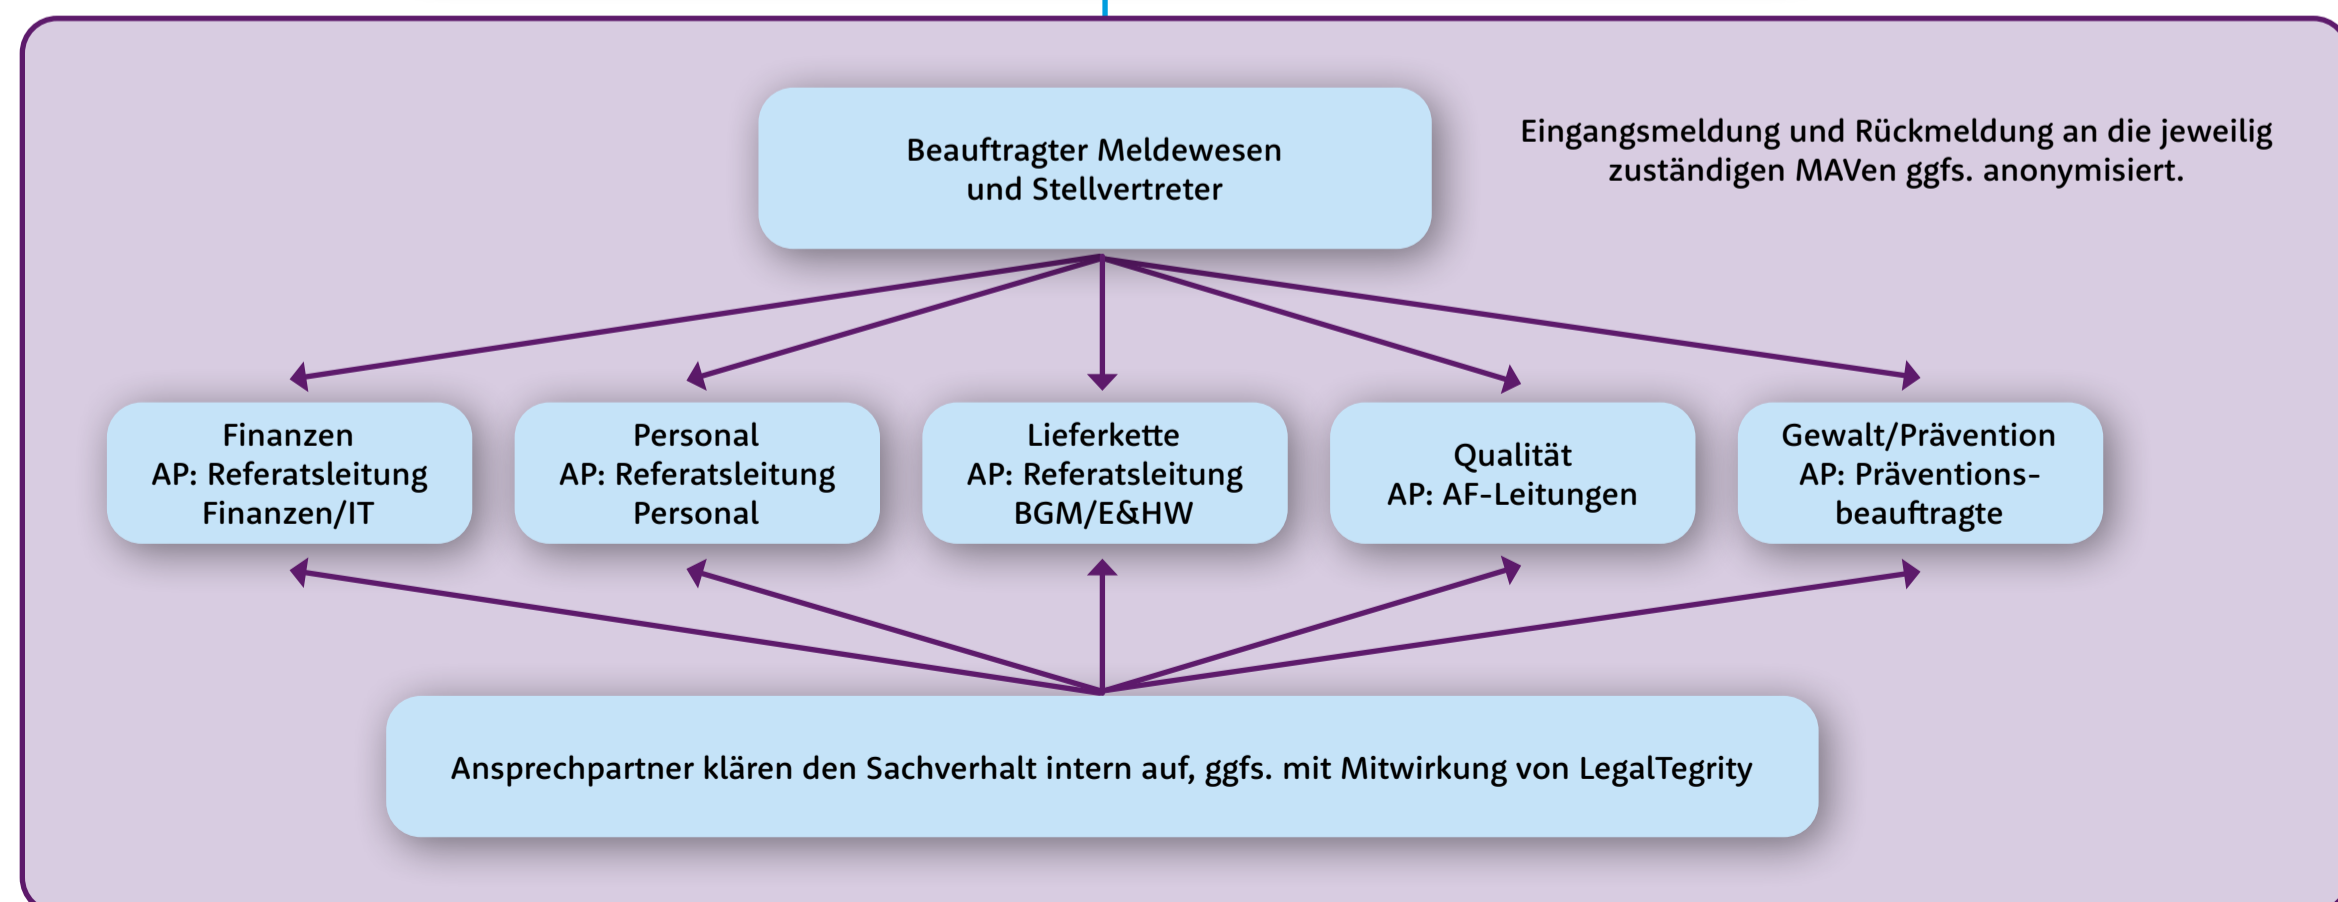 Beauftragter Meldewesen
und Stellvertreter
Eingangsmeldung und Rückmeldung an die jeweilig
zuständigen MAVen ggfs. anonymisiert.
Finanzen
AP: Referatsleitung
Finanzen/IT
Personal
AP: Referatsleitung
Personal
Lieferkette
AP: Referatsleitung
BGM/E&HW
Qualität
AP: AF-Leitungen
Gewalt/Prävention
AP: Präventions-
beauftragte
Ansprechpartner klären den Sachverhalt intern auf, ggfs. mit Mitwirkung von LegalTegrity